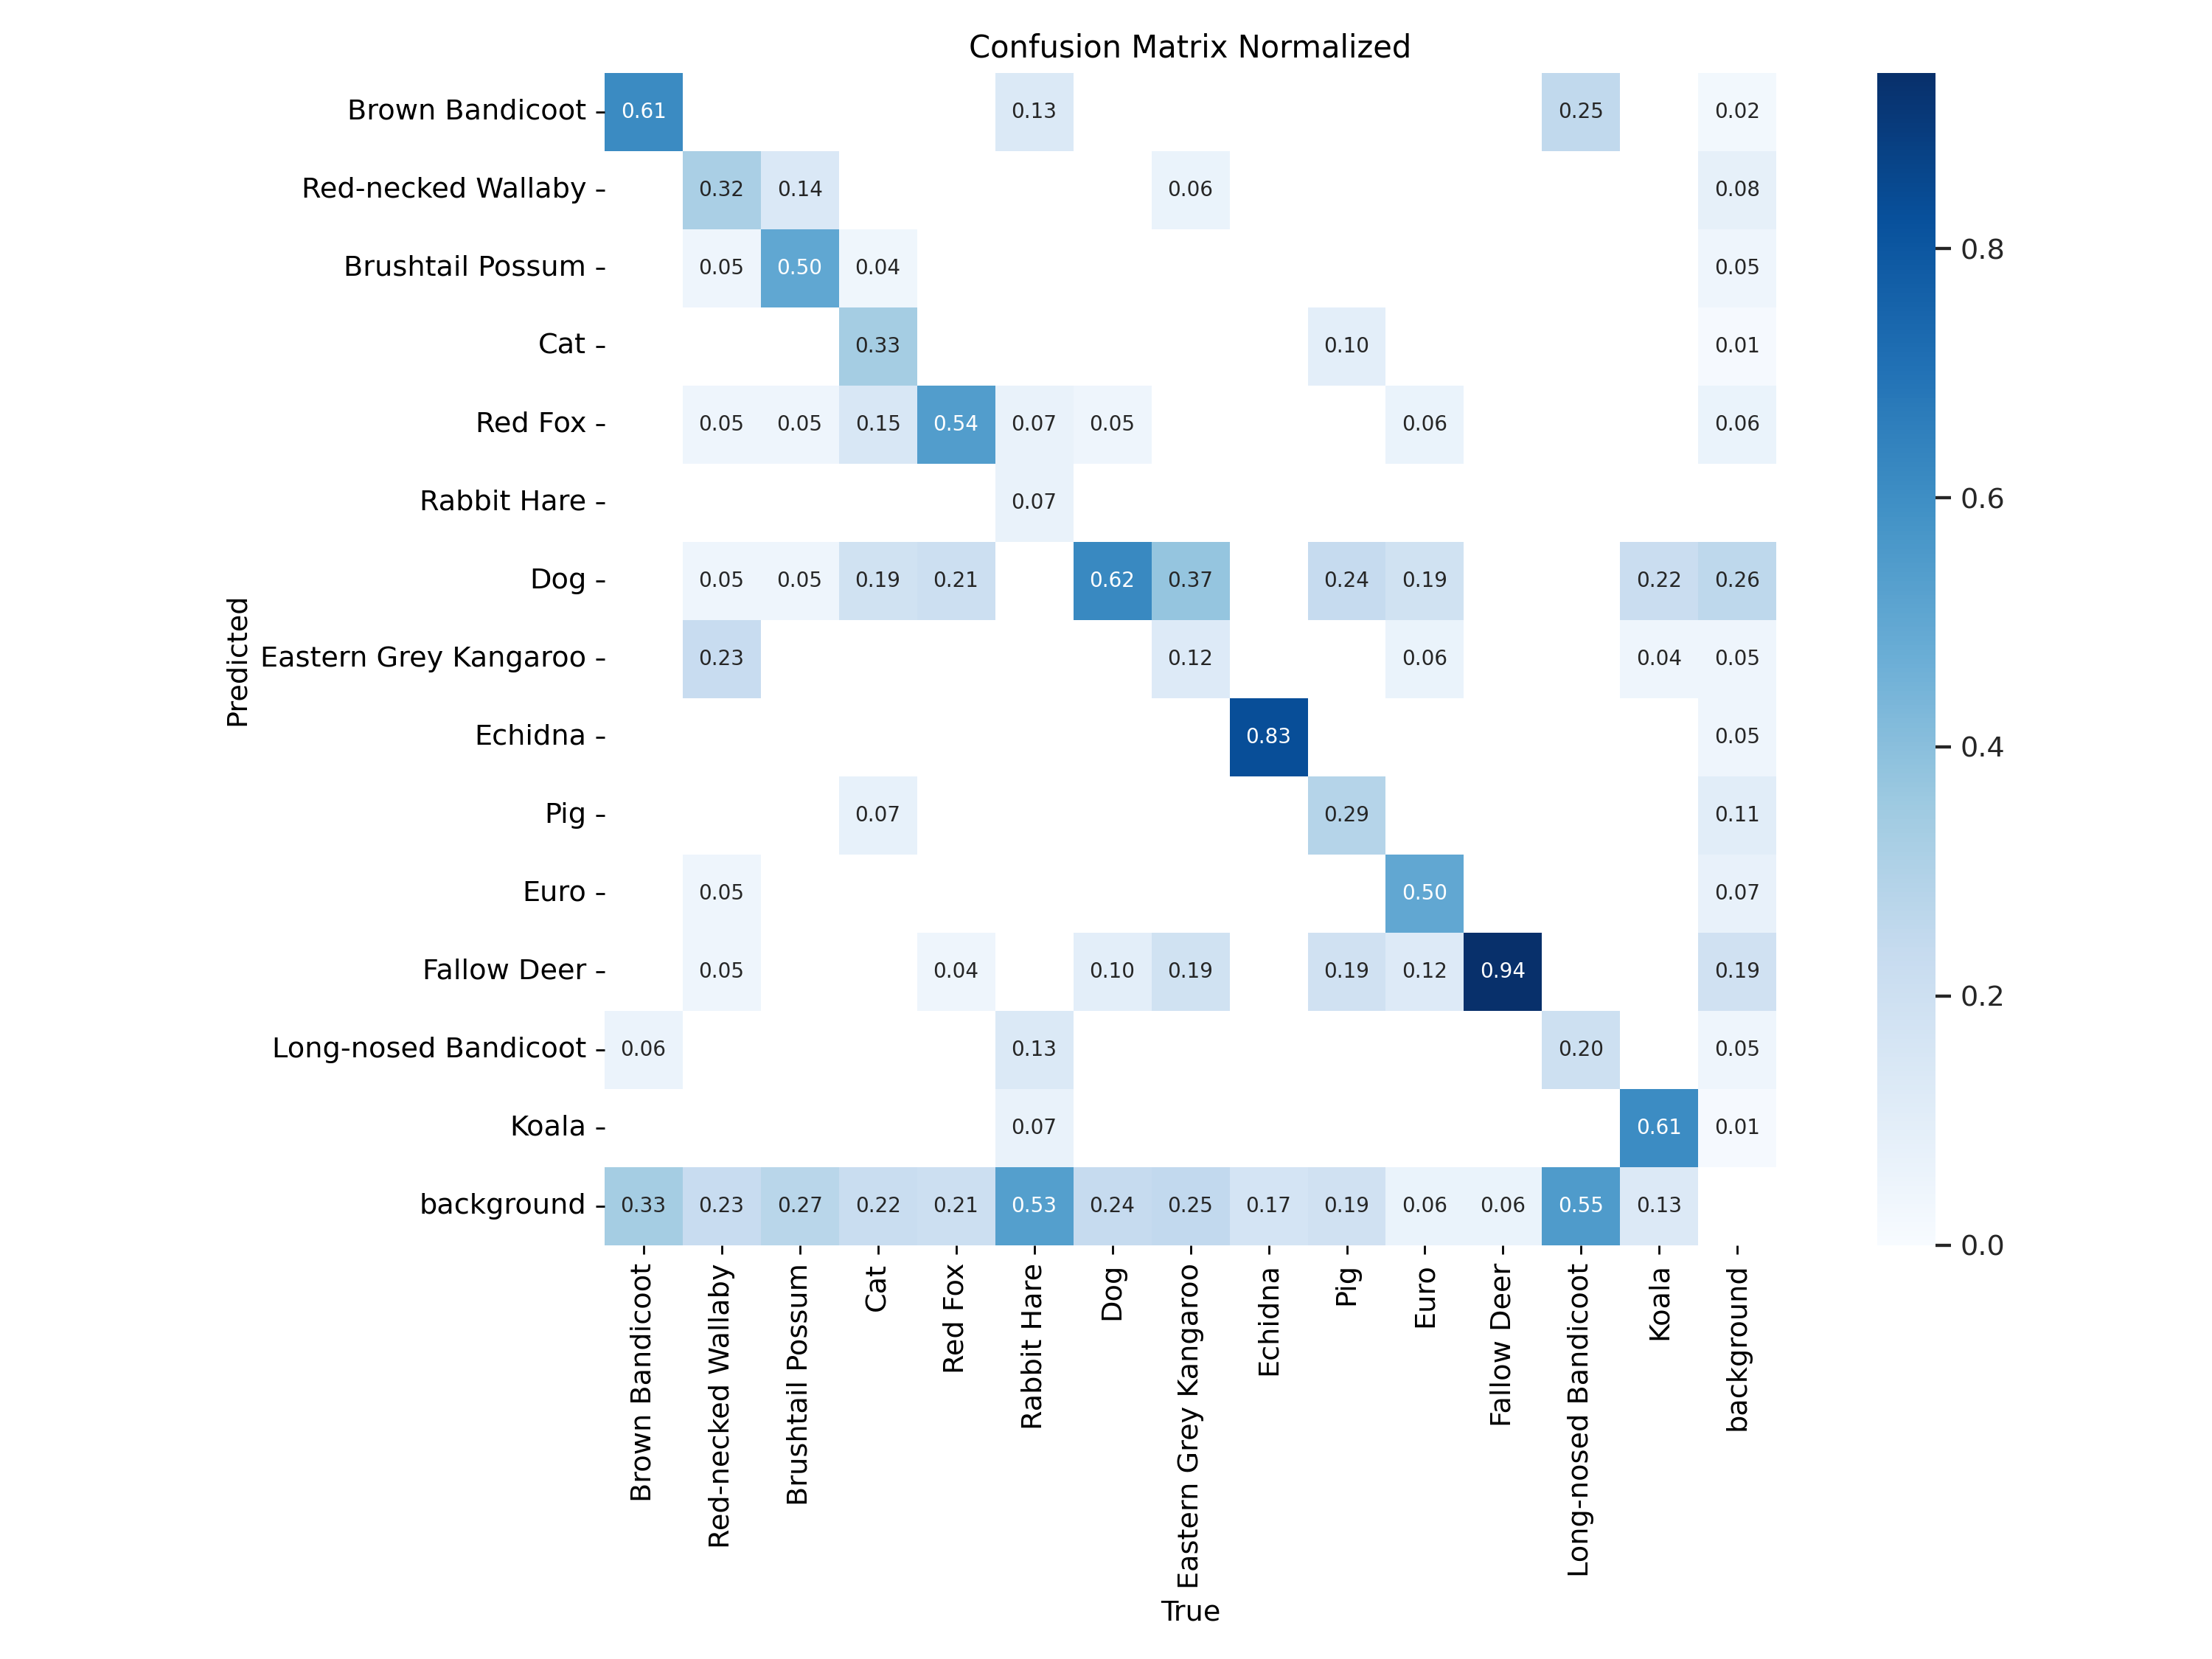 Confusion Matrix Normalized
Brown Bandicoot 0.61 0.13 0.25 0.02
Red-necked Wallaby 0.32 0.14 0.06 0.08
Brushtail Possum 0.05 0.50 0.04 0.05
Cat 0.33 0.10 0.01
Red Fox 0.05 0.05 0.15 0.54 0.07 0.05 0.06 0.06
Rabbit Hare 0.07
Dog 0.05 0.05 0.19 0.21 0.62 0.37 0.24 0.19 0.22 0.26
Eastern Grey Kangaroo 0.23 0.12 0.06 0.04 0.05
Echidna 0.83 0.05
Pig 0.07 0.29 0.11
Euro 0.05 0.50 0.07
Fallow Deer 0.05 0.04 0.10 0.19 0.19 0.12 0.94 0.19
Long-nosed Bandicoot 0.06 0.13 0.20 0.05
Koala 0.07 0.61 0.01
background 0.33 0.23 0.27 0.22 0.21 0.53 0.24 0.25 0.17 0.19 0.06 0.06 0.55 0.13
Predicted
Brown Bandicoot
Red-necked Wallaby
Brushtail Possum
Cat
Red Fox
Rabbit Hare
Dog
Eastern Grey Kangaroo
Echidna
Pig
Euro
Fallow Deer
Long-nosed Bandicoot
Koala
background
True
0.8
0.6
0.4
0.2
0.0